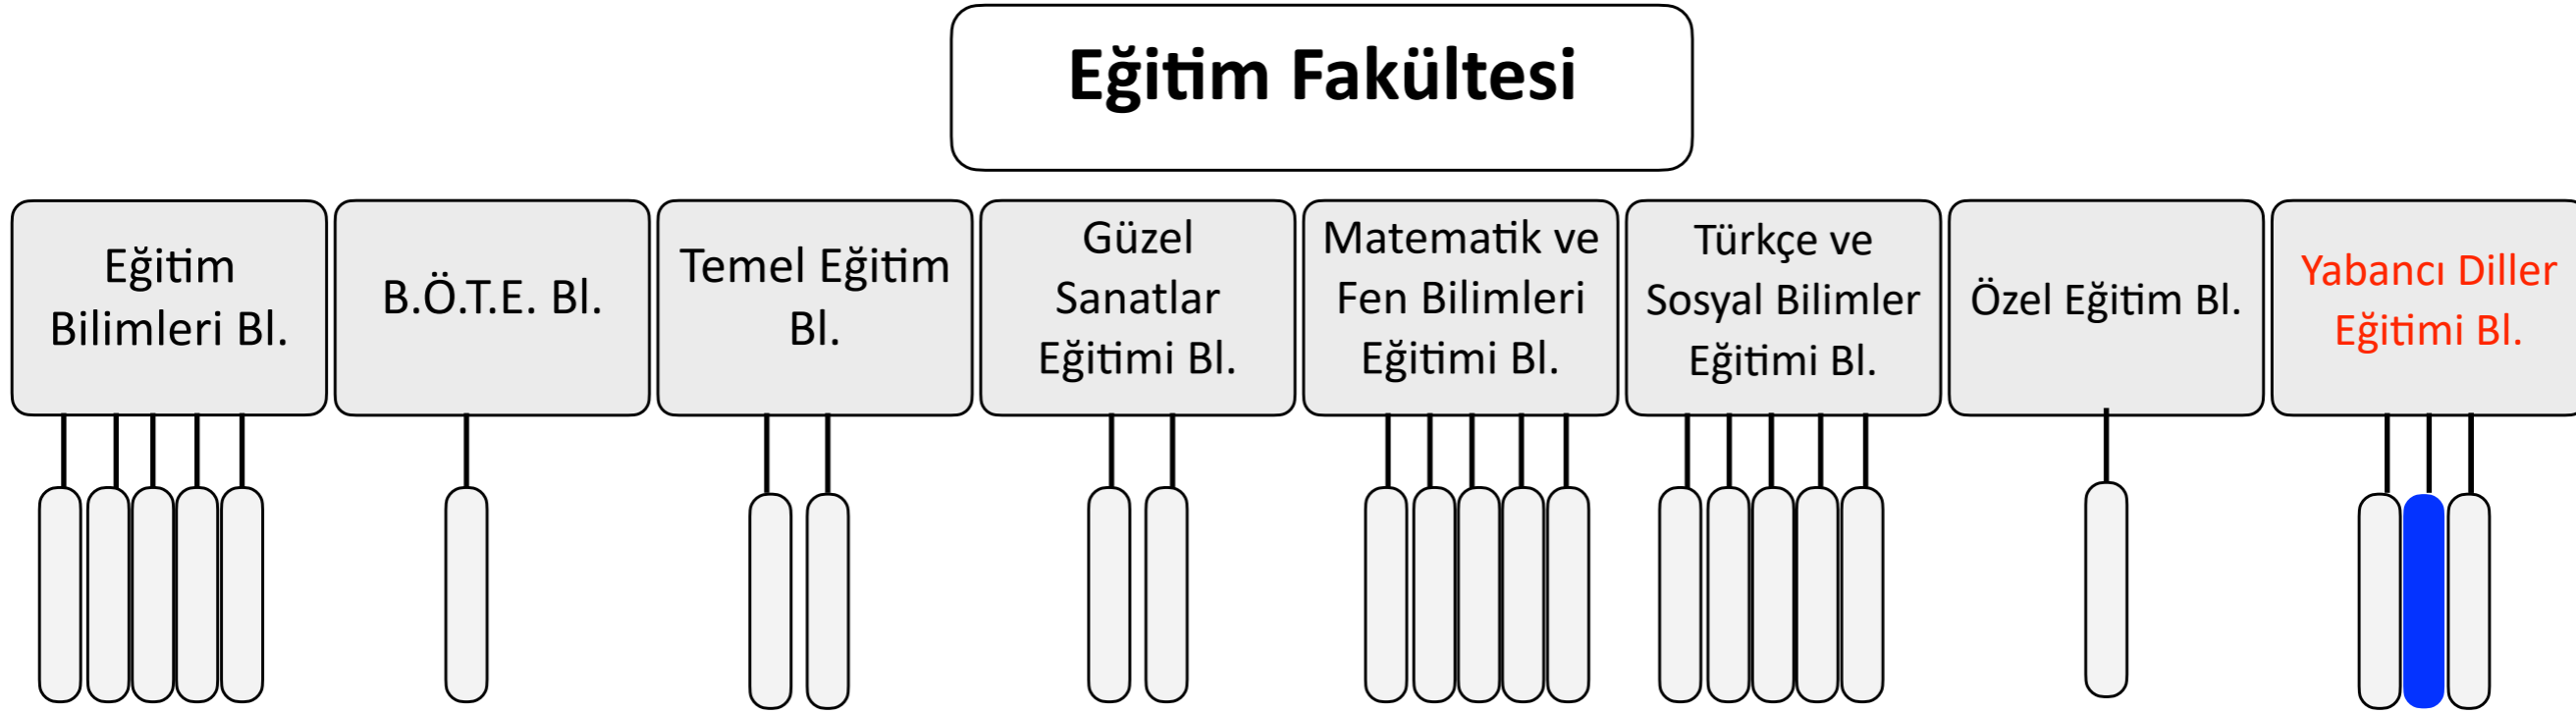 Eğitim Fakültesi
Eğitim
Bilimleri Bl.
B.Ö.T.E. Bl.
Temel Eğitim
Bl.
Güzel
Sanatlar
Eğitimi Bl.
Matematik ve
Fen Bilimleri
Eğitimi Bl.
Türkçe ve
Sosyal Bilimler
Eğitimi Bl.
Özel Eğitim Bl.
Yabancı Diller
Eğitimi Bl.